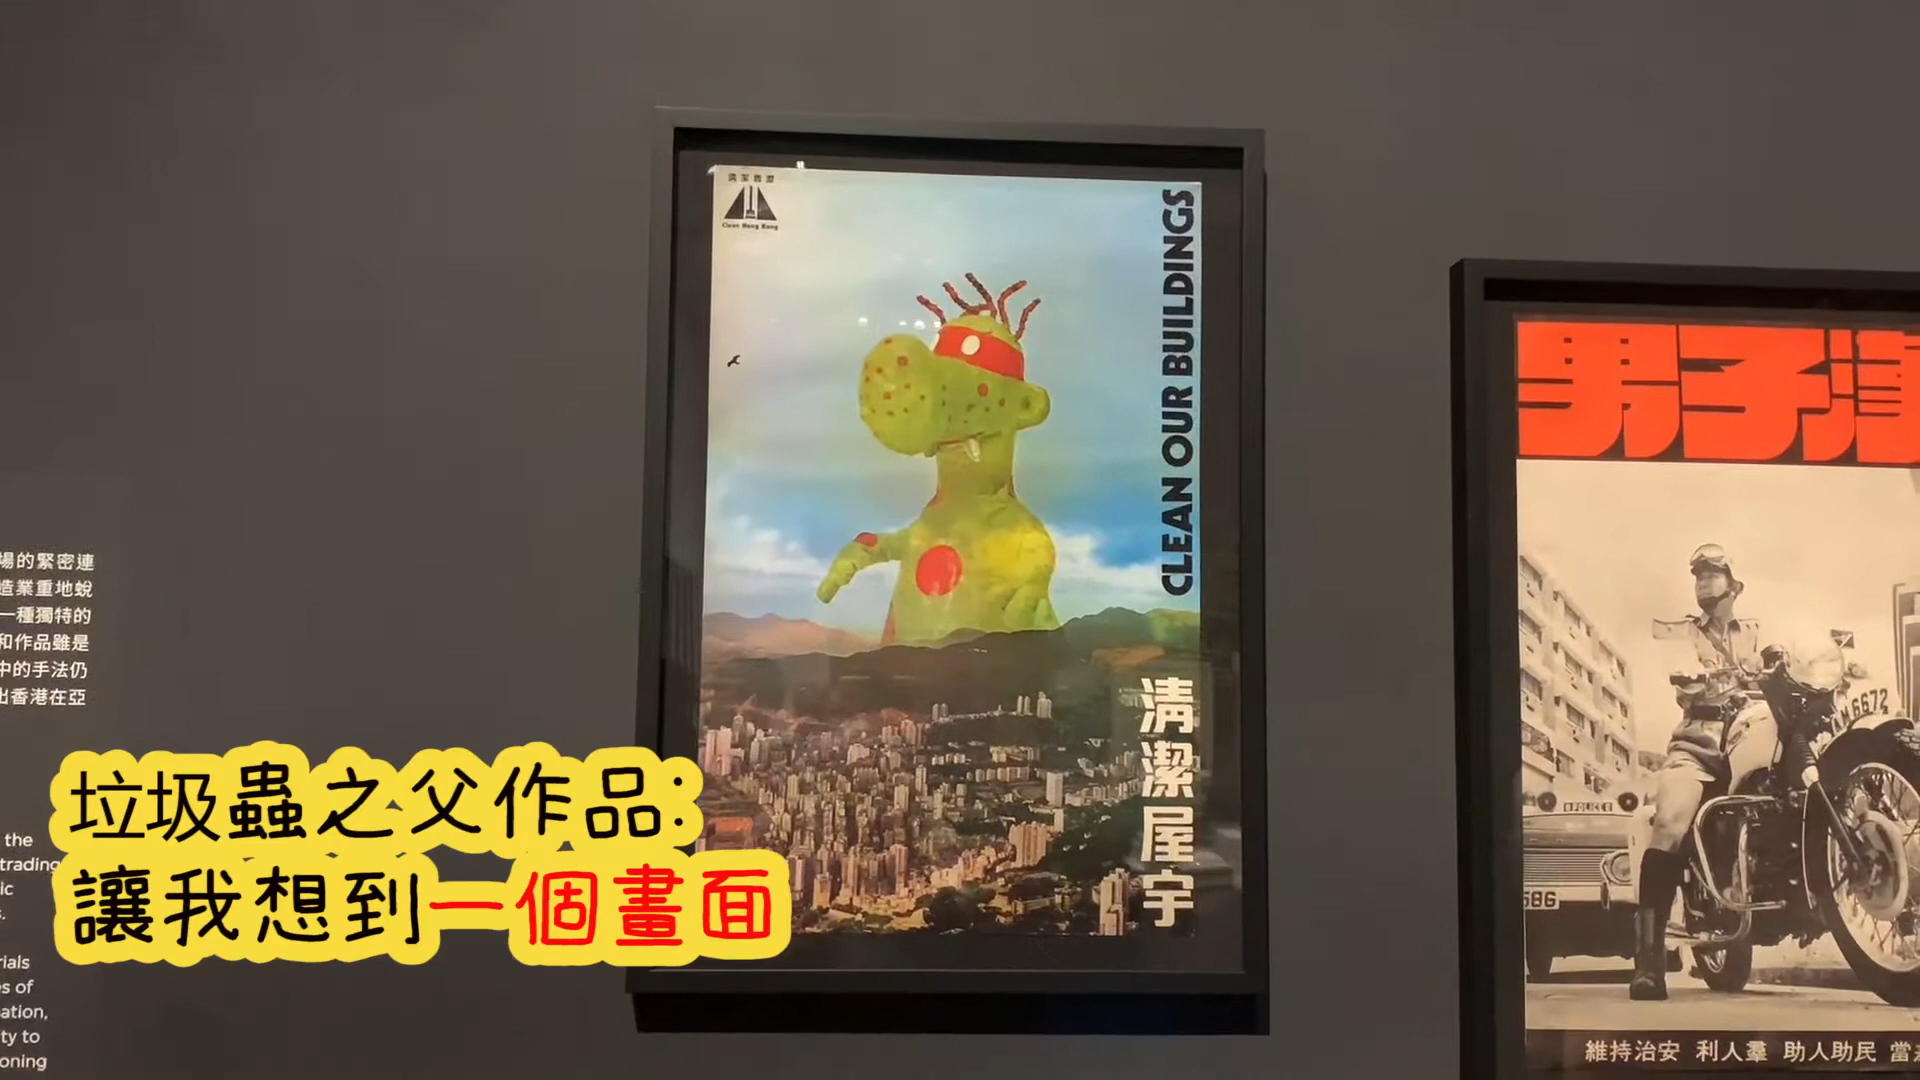 清潔香港
Clean Hong Kong
CLEAN OUR BUILDINGS
清潔屋宇
男子漢
維持治安 利人羣 助人助民 當
AM6672
POLICE
586
場的緊密連
造業重地蛻
一種獨特的
和作品雖是
中的手法仍
出香港在亞
the
trading
ic
s.
rials
s of
ation,
ty to
oning
垃圾蟲之父作品:
讓我想到一個畫面